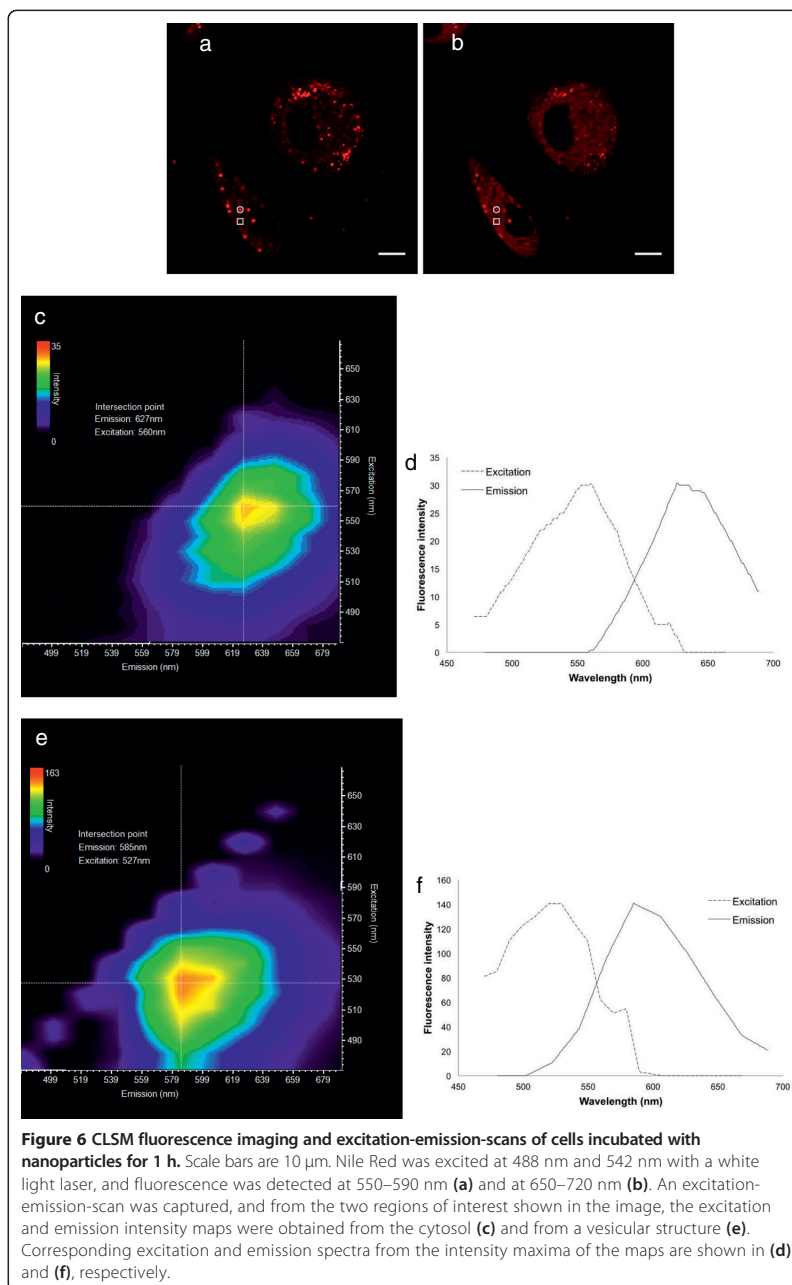 a
b
c
35
Intensity
0
Intersection point
Emission: 627nm
Excitation: 560nm
650
630
610
590
570
550
530
510
490
Excitation (nm)
499 519 539 559 579 599 619 639 659 679
Emission (nm)
d
Excitation
Emission
35
30
25
20
15
10
5
0
Fluorescence intensity
450 500 550 600 650 700
Wavelength (nm)
e
163
Intensity
0
Intersection point
Emission: 585nm
Excitation: 527nm
650
630
610
590
570
550
530
510
490
Excitation (nm)
499 519 539 559 579 599 619 639 659 679
Emission (nm)
f
Excitation
Emission
160
140
120
100
80
60
40
20
0
Fluorescence intensity
450 500 550 600 650 700
Wavelength (nm)
Figure 6 CLSM fluorescence imaging and excitation-emission-scans of cells incubated with
nanoparticles for 1 h. Scale bars are 10 μm. Nile Red was excited at 488 nm and 542 nm with a white
light laser, and fluorescence was detected at 550–590 nm (a) and at 650–720 nm (b). An excitation-
emission-scan was captured, and from the two regions of interest shown in the image, the excitation
and emission intensity maps were obtained from the cytosol (c) and from a vesicular structure (e).
Corresponding excitation and emission spectra from the intensity maxima of the maps are shown in (d)
and (f), respectively.